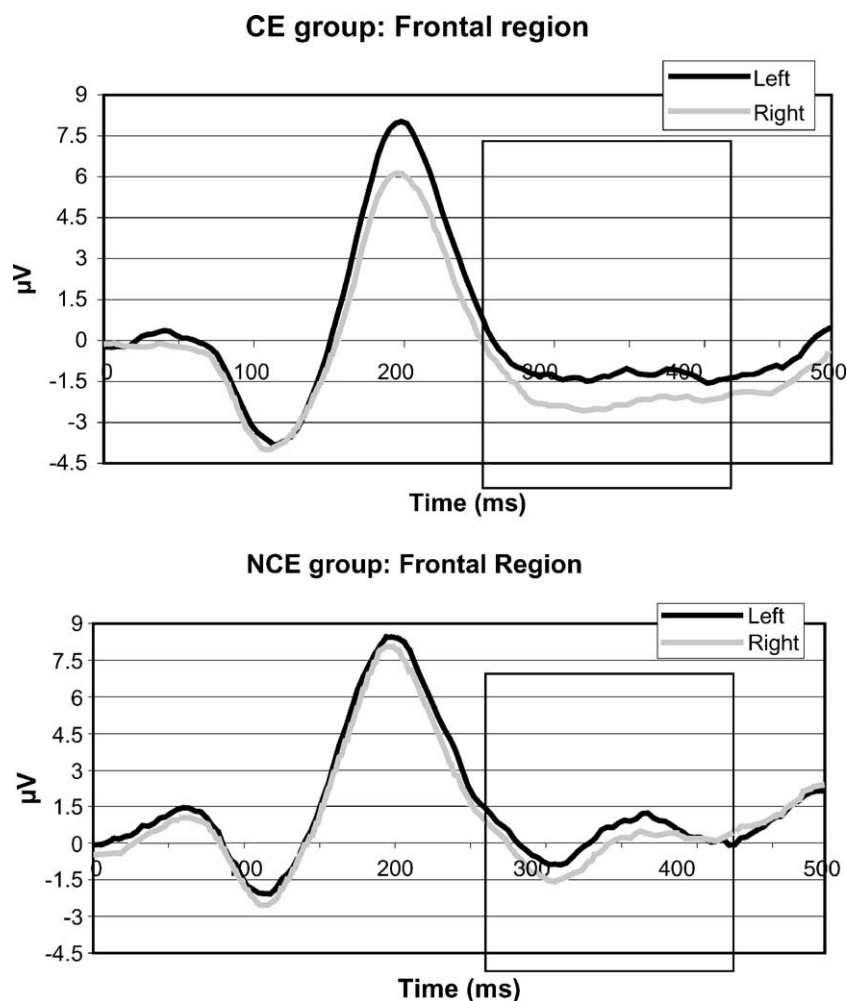 CE group: Frontal region
Left
Right
9
7.5
6
4.5
3
1.5
0
-1.5
-3
-4.5
µV
0 100 200 300 400 500
Time (ms)
NCE group: Frontal Region
Left
Right
9
7.5
6
4.5
3
1.5
0
-1.5
-3
-4.5
µV
0 100 200 300 400 500
Time (ms)